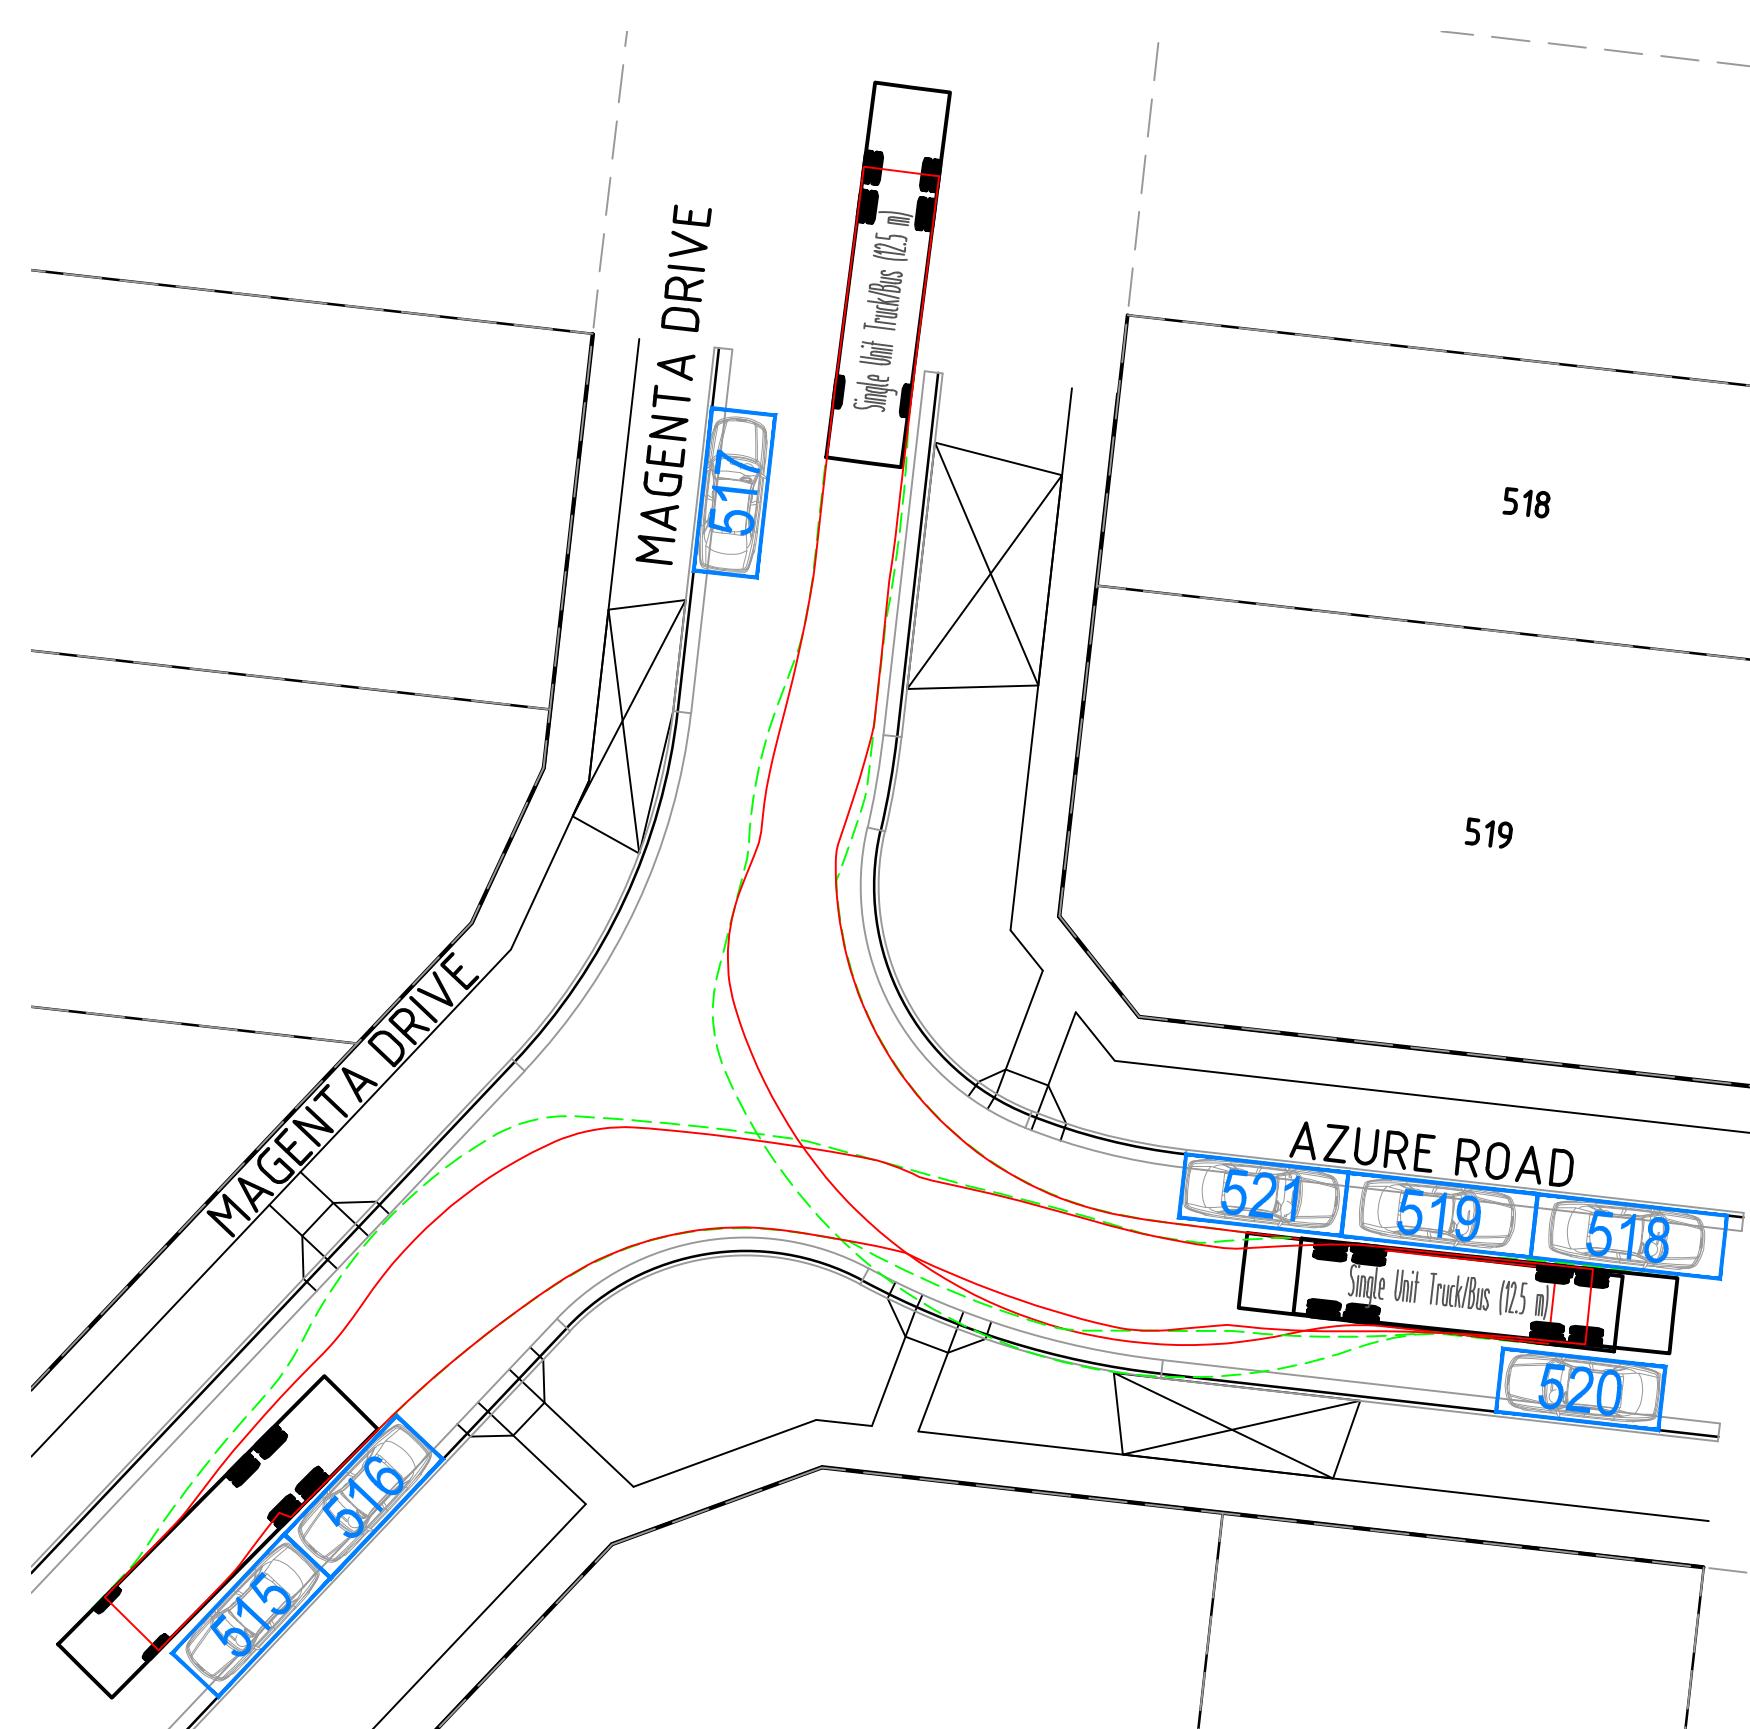 MAGENTA DRIVE
Single Unit Truck/Bus (12.5 m)
517
518
519
MAGENTA DRIVE
AZURE ROAD
521
519
518
Single Unit Truck/Bus (12.5 m)
520
516
515